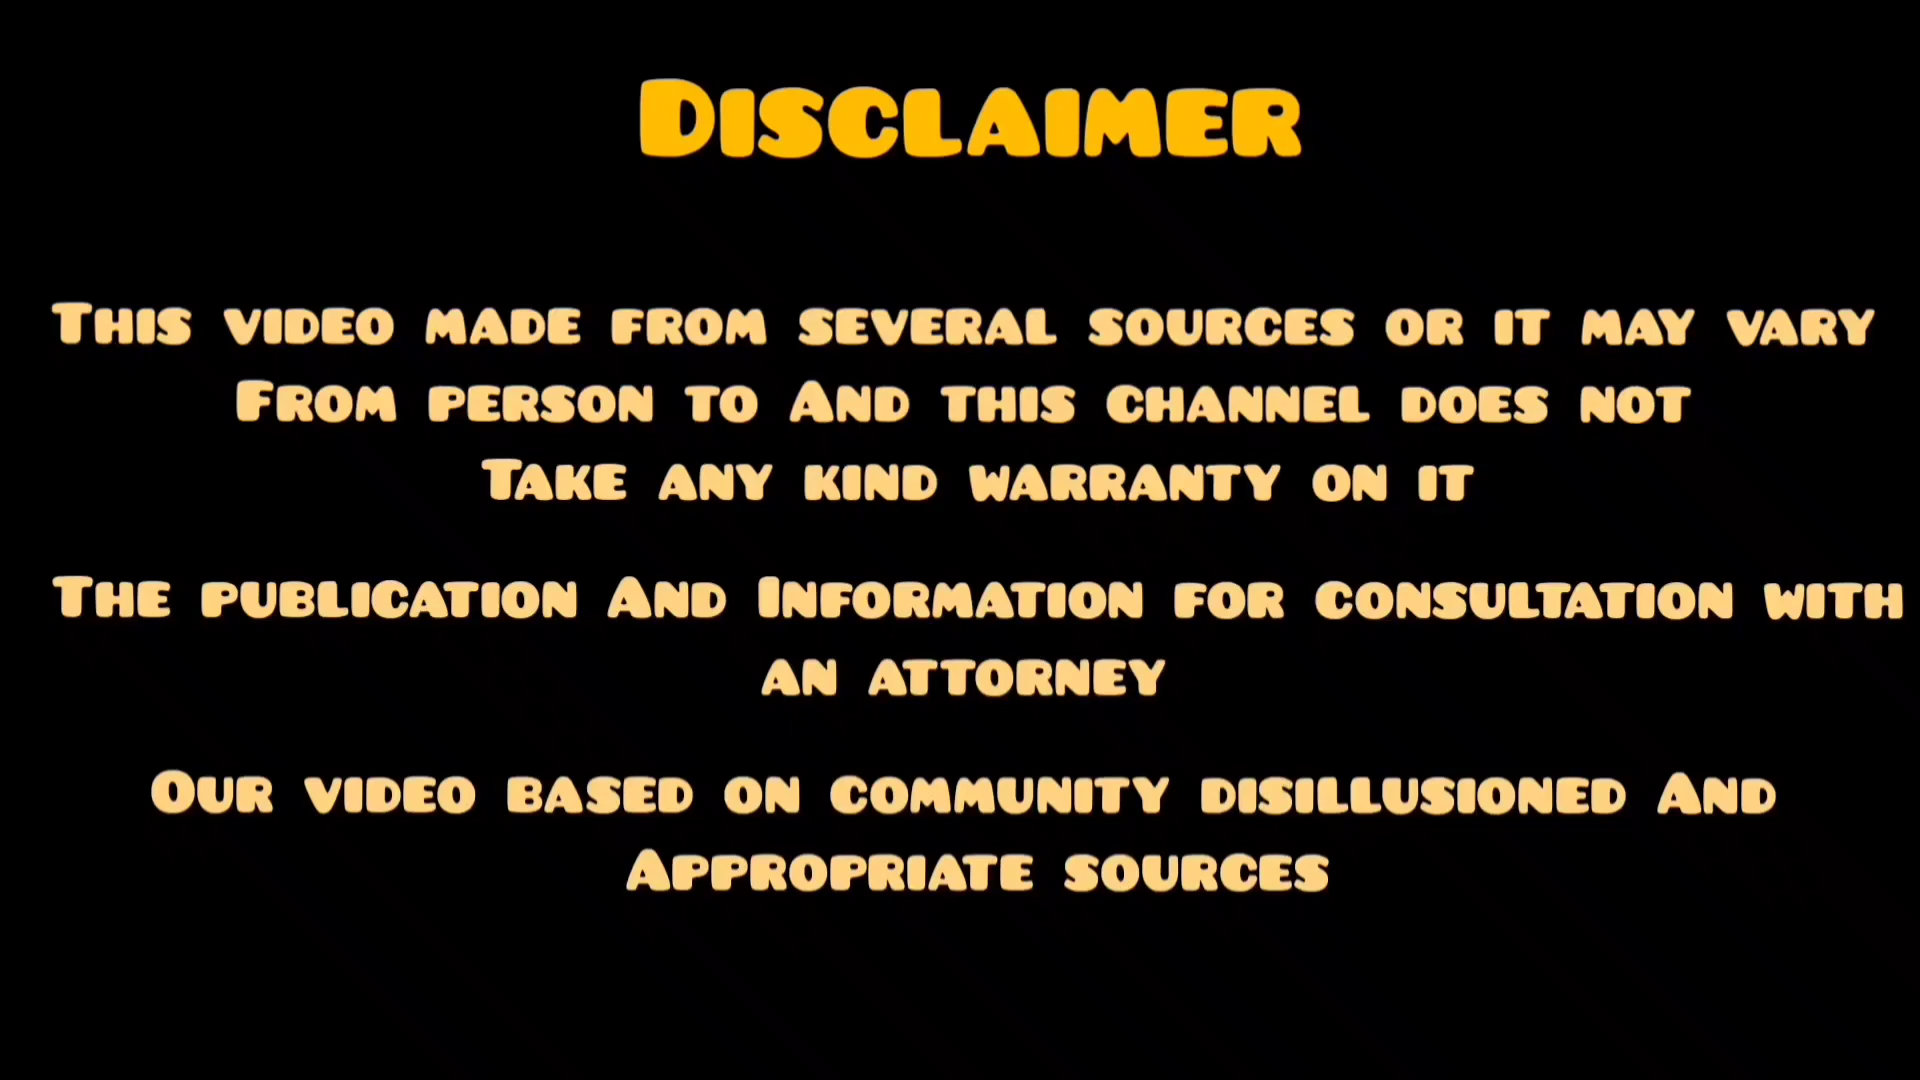 Disclaimer
This video made from several sources or it may vary
From person to And this channel does not
Take any kind warranty on it
The publication And Information for consultation with
an attorney
Our video based on community disillusioned And
Appropriate sources